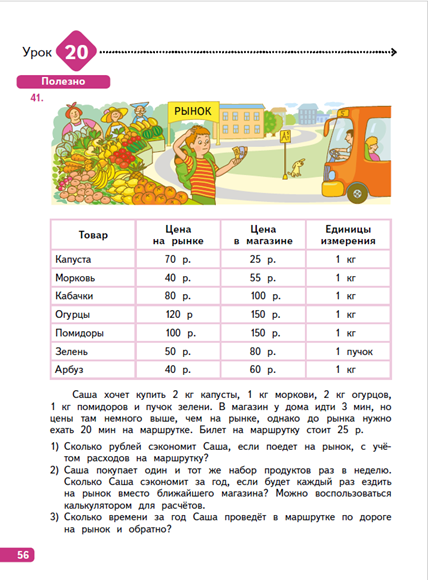 Урок 20
Полезно
41.
РЫНОК
А
Товар Цена на рынке Цена в магазине Единицы измерения
Капуста 70 р. 25 р. 1 кг
Морковь 40 р. 55 р. 1 кг
Кабачки 80 р. 100 р. 1 кг
Огурцы 120 р 150 р. 1 кг
Помидоры 100 р. 150 р. 1 кг
Зелень 50 р. 80 р. 1 пучок
Арбуз 40 р. 60 р. 1 кг
Саша хочет купить 2 кг капусты, 1 кг моркови, 2 кг огурцов,
1 кг помидоров и пучок зелени. В магазин у дома идти 3 мин, но
цены там немного выше, чем на рынке, однако до рынка нужно
ехать 20 мин на маршрутке. Билет на маршрутку стоит 25 р.
1) Сколько рублей сэкономит Саша, если поедет на рынок, с учё-
том расходов на маршрутку?
2) Саша покупает один и тот же набор продуктов раз в неделю.
Сколько Саша сэкономит за год, если будет каждый раз ездить
на рынок вместо ближайшего магазина? Можно воспользоваться
калькулятором для расчётов.
3) Сколько времени за год Саша проведёт в маршрутке по дороге
на рынок и обратно?
56